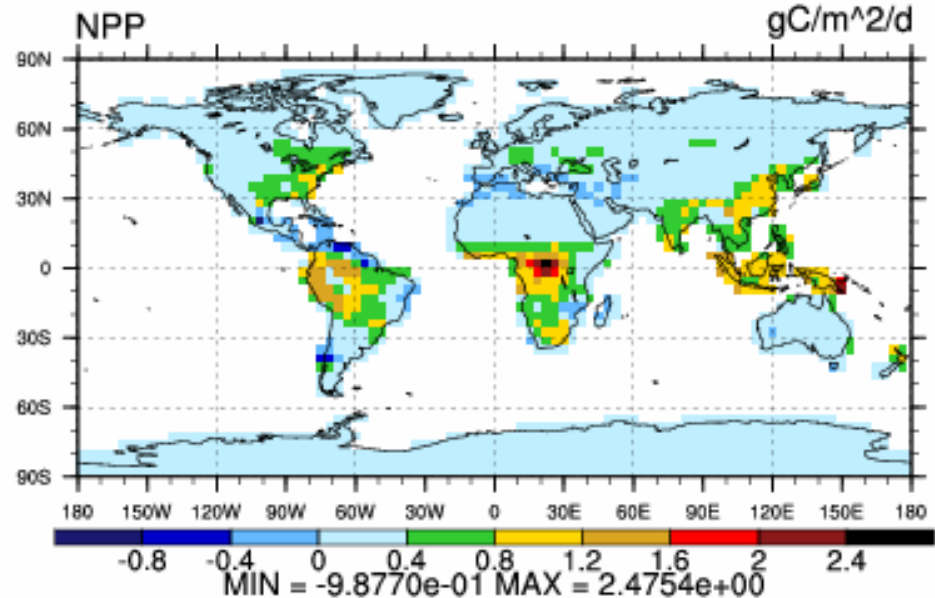 NPP gC/m^2/d
90N
60N
30N
0
30S
60S
90S
180 150W 120W 90W 60W 30W 0 30E 60E 90E 120E 150E 180
-0.8 -0.4 0 0.4 0.8 1.2 1.6 2 2.4
MIN = -9.8770e-01 MAX = 2.4754e+00